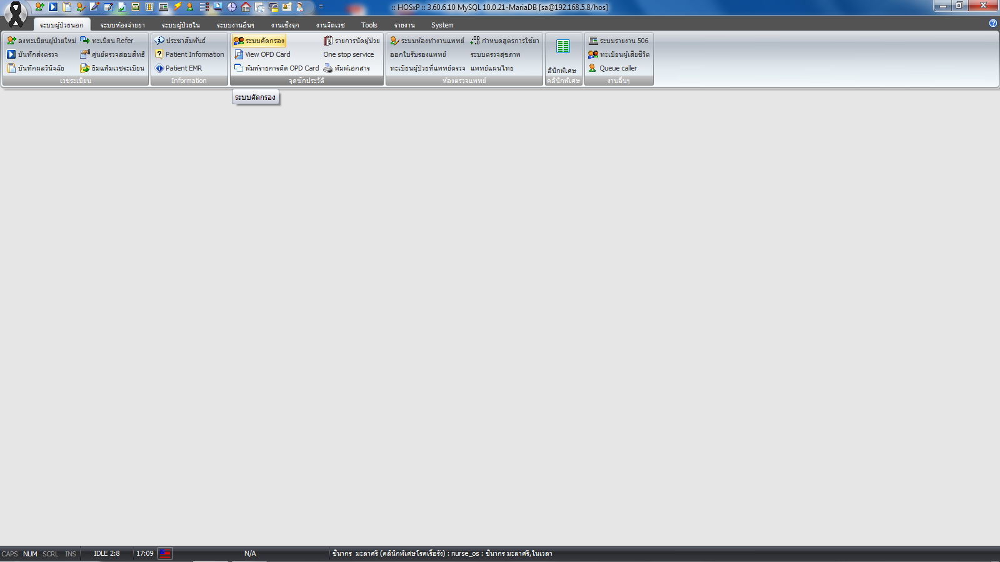 :: HOSxP :: 3.60.6.10 MySQL 10.0.21-MariaDB [sa@192.168.5.8/hos]
ระบบผู้ป่วยนอก ระบบห้องจ่ายยา ระบบผู้ป่วยใน ระบบงานอื่นๆ งานเชิงรุก งานจิตเวช Tools รายงาน System
ลงทะเบียนผู้ป่วยใหม่ ทะเบียน Refer ประชาสัมพันธ์ ระบบคัดกรอง รายการนัดผู้ป่วย ระบบห้องทำงานแพทย์ กำหนดสูตรการใช้ยา ระบบรายงาน 506
บันทึกส่งตรวจ ศูนย์ตรวจสอบสิทธิ์ Patient Information View OPD Card One stop service ออกใบรับรองแพทย์ ระบบตรวจสุขภาพ ทะเบียนผู้เสียชีวิต
บันทึกผลวินิจฉัย ยืมแฟ้มเวชระเบียน Patient EMR พิมพ์รายการติด OPD Card พิมพ์เอกสาร ทะเบียนผู้ป่วยที่แพทย์ตรวจ แพทย์แผนไทย ลินิกพิเศษ Queue caller
เวชระเบียน Information จุดซักประวัติ ห้องตรวจแพทย์ คลินิกพิเศษ งานอื่นๆ
ระบบคัดกรอง
CAPS NUM SCRL INS IDLE 2:8 17:09 N/A ชินากร มะลาศรี (คลินิกพิเศษโรคเรื้อรัง) : nurse_os : ชินากร มะลาศรี,ในเวลา